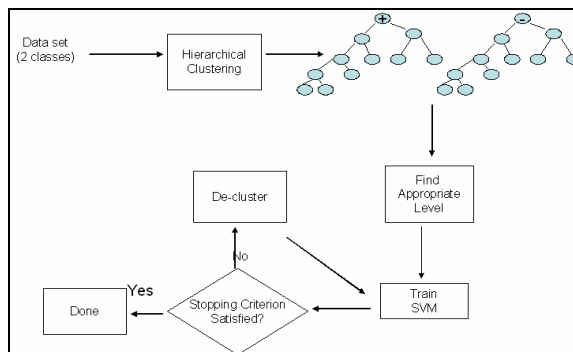 Data set
(2 classes)
Hierarchical
Clustering
+
-
Find
Appropriate
Level
De-cluster
No
Train
SVM
Stopping Criterion
Satisfied?
Yes
Done